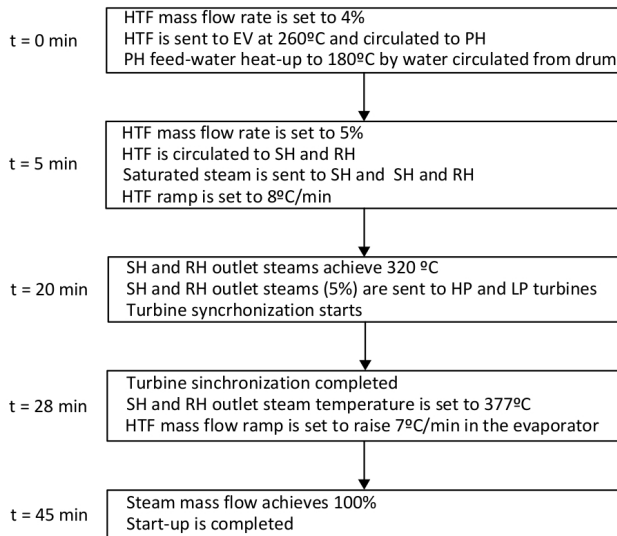 t = 0 min
HTF mass flow rate is set to 4%
HTF is sent to EV at 260ºC and circulated to PH
PH feed-water heat-up to 180ºC by water circulated from drum
t = 5 min
HTF mass flow rate is set to 5%
HTF is circulated to SH and RH
Saturated steam is sent to SH and  SH and RH
HTF ramp is set to 8ºC/min
t = 20 min
SH and RH outlet steams achieve 320 ºC
SH and RH outlet steams (5%) are sent to HP and LP turbines
Turbine syncrhonization starts
t = 28 min
Turbine sinchronization completed
SH and RH outlet steam temperature is set to 377ºC
HTF mass flow ramp is set to raise 7ºC/min in the evaporator
t = 45 min
Steam mass flow achieves 100%
Start-up is completed